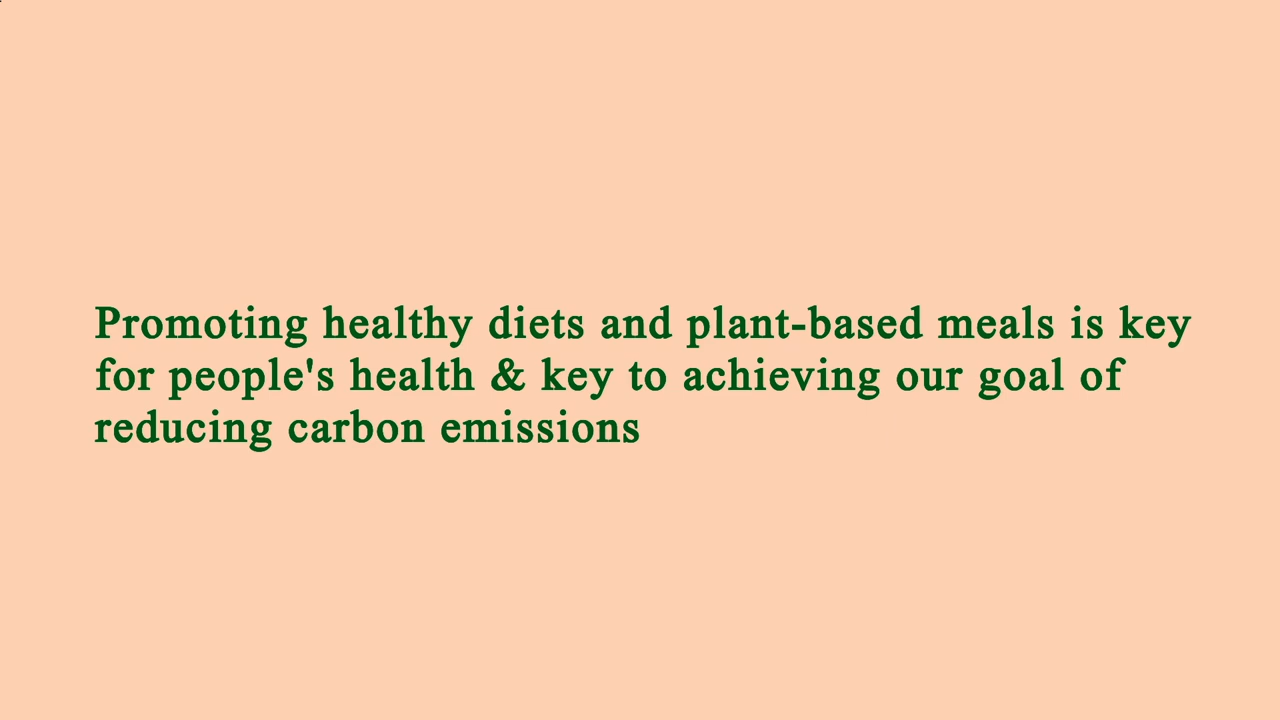 Promoting healthy diets and plant-based meals is key
for people's health & key to achieving our goal of
reducing carbon emissions